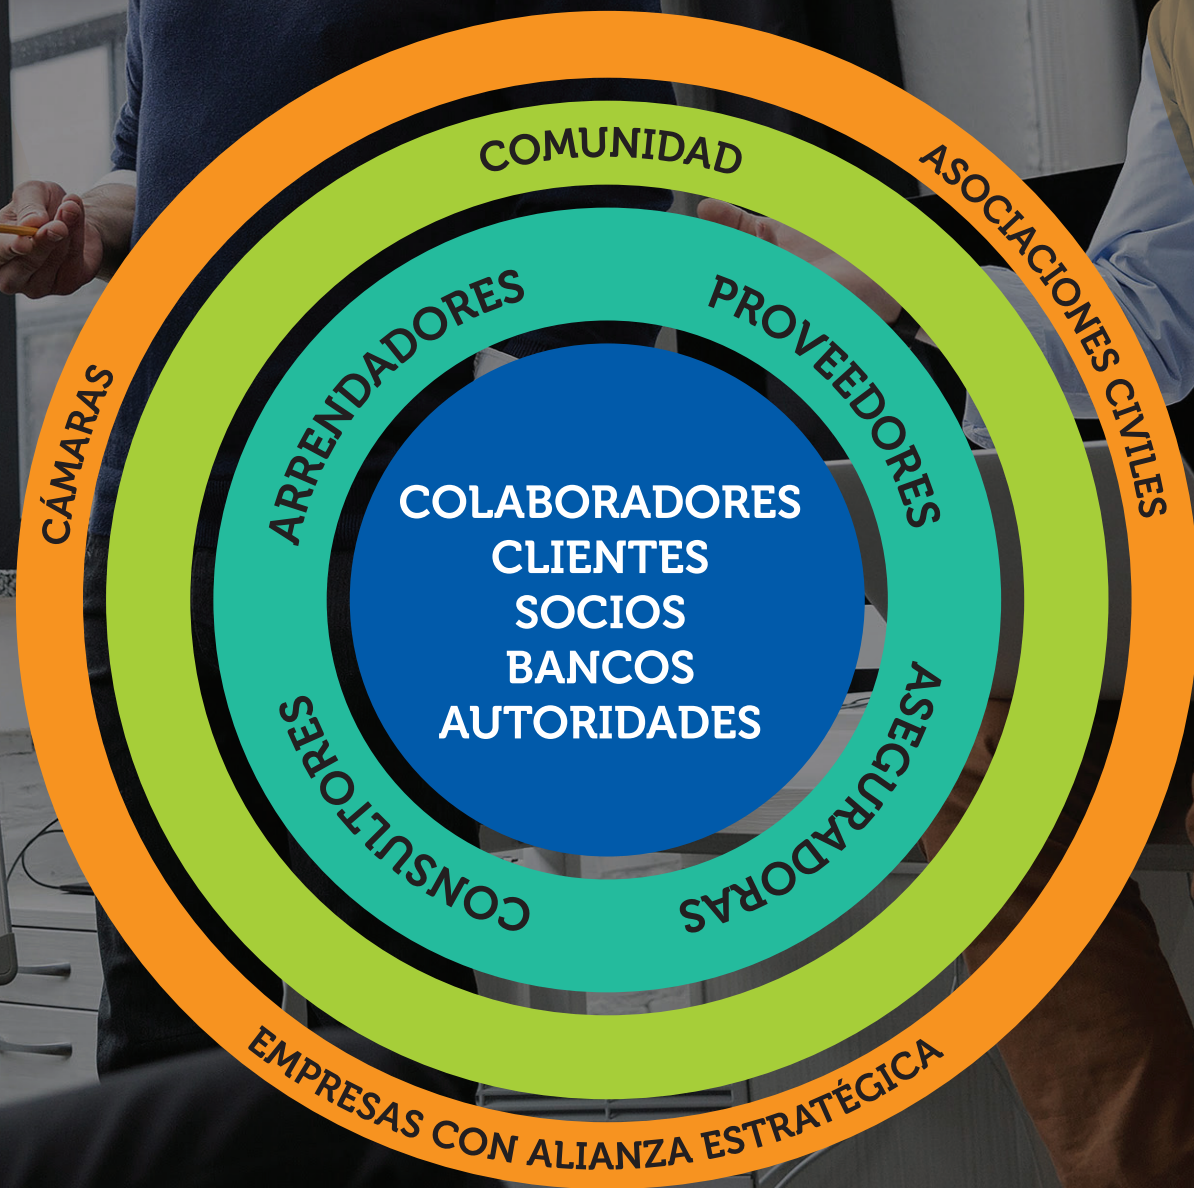 COMUNIDAD
ASOCIACIONES CIVILES
CÁMARAS
ARRENDADORES
PROVEEDORES
COLABORADORES
CLIENTES
SOCIOS
BANCOS
AUTORIDADES
CONSULTORES
ASEGURADORAS
EMPRESAS CON ALIANZA ESTRATÉGICA